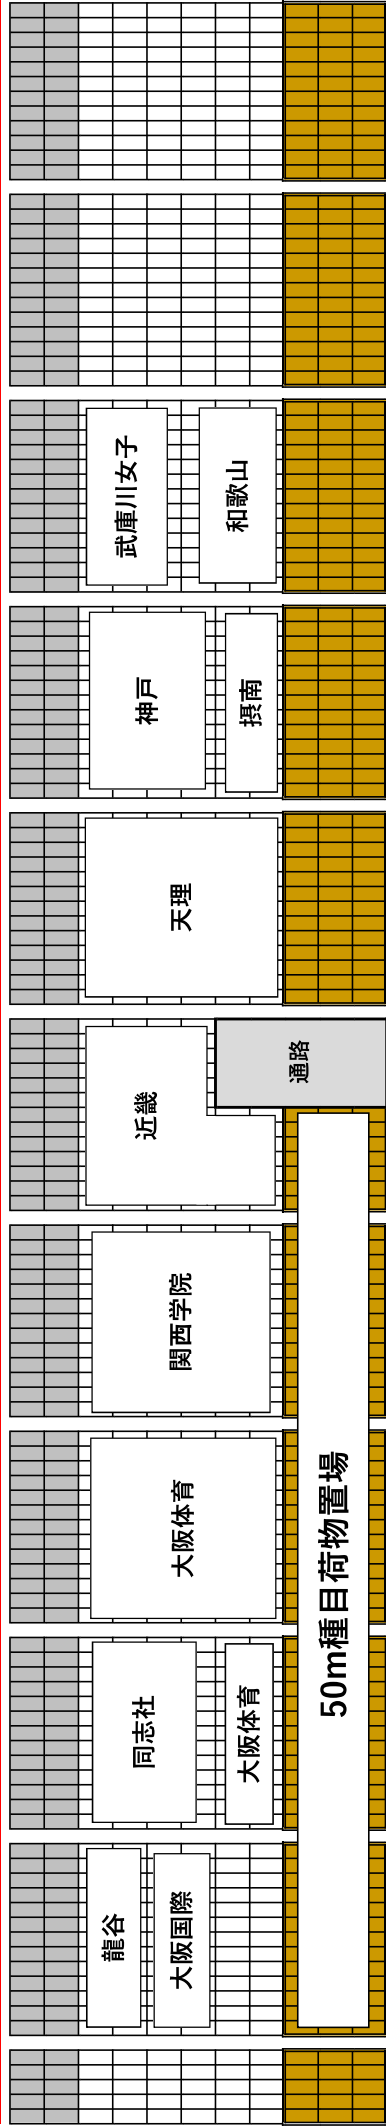 武庫川女子
和歌山
神戸
摂南
天理
近畿
通路
関西学院
大阪体育
50m種目荷物置場
同志社
大阪体育
龍谷
大阪国際